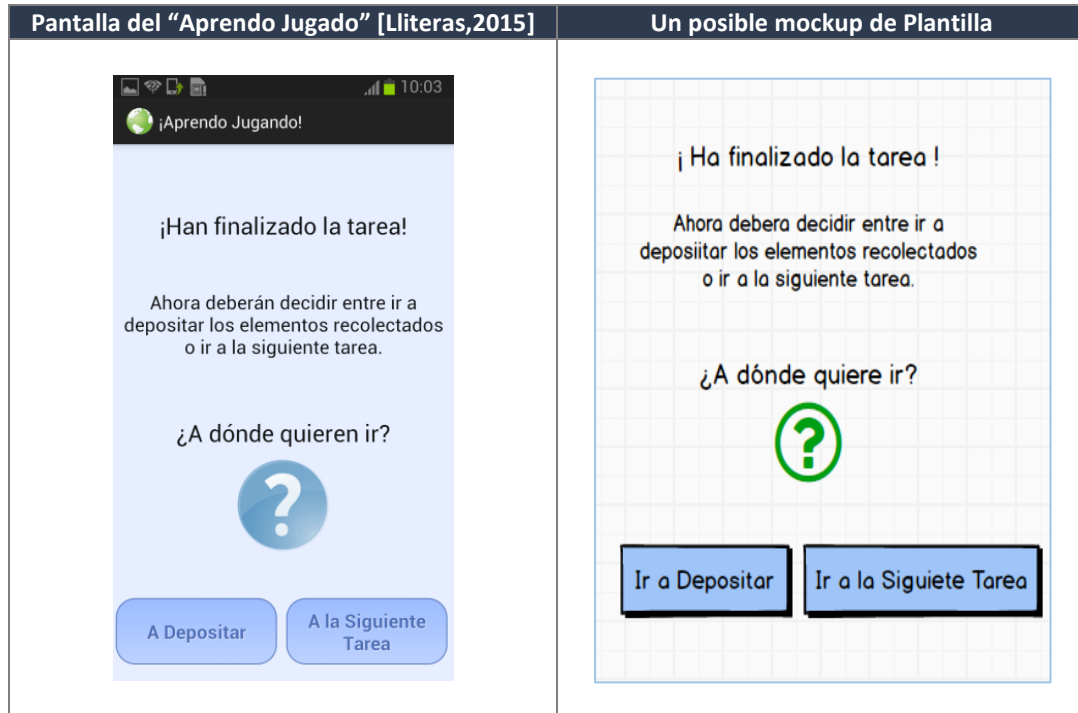 Pantalla del “Aprendo Jugado” [Lliteras,2015]
Un posible mockup de Plantilla
10:03
¡Aprendo Jugando!
¡Han finalizado la tarea!
Ahora deberán decidir entre ir a
depositar los elementos recolectados
o ir a la siguiente tarea.
¿A dónde quieren ir?
?
A Depositar
A la Siguiente
Tarea
¡ Ha finalizado la tarea !
Ahora debera decidir entre ir a
deposiitar los elementos recolectados
o ir a la siguiente tarea.
¿A dónde quiere ir?
?
Ir a Depositar
Ir a la Siguiete Tarea